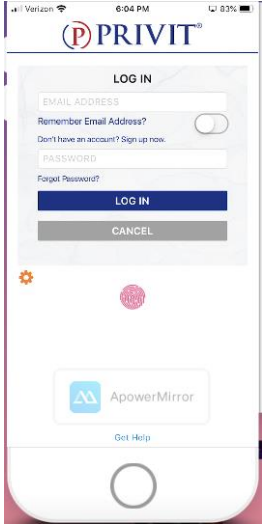 Verizon 6:04 PM 83%
PRIVIT®
LOG IN
EMAIL ADDRESS
Remember Email Address?
Don't have an account? Sign up now.
PASSWORD
Forgot Password?
LOG IN
CANCEL
ApowerMirror
Get Help